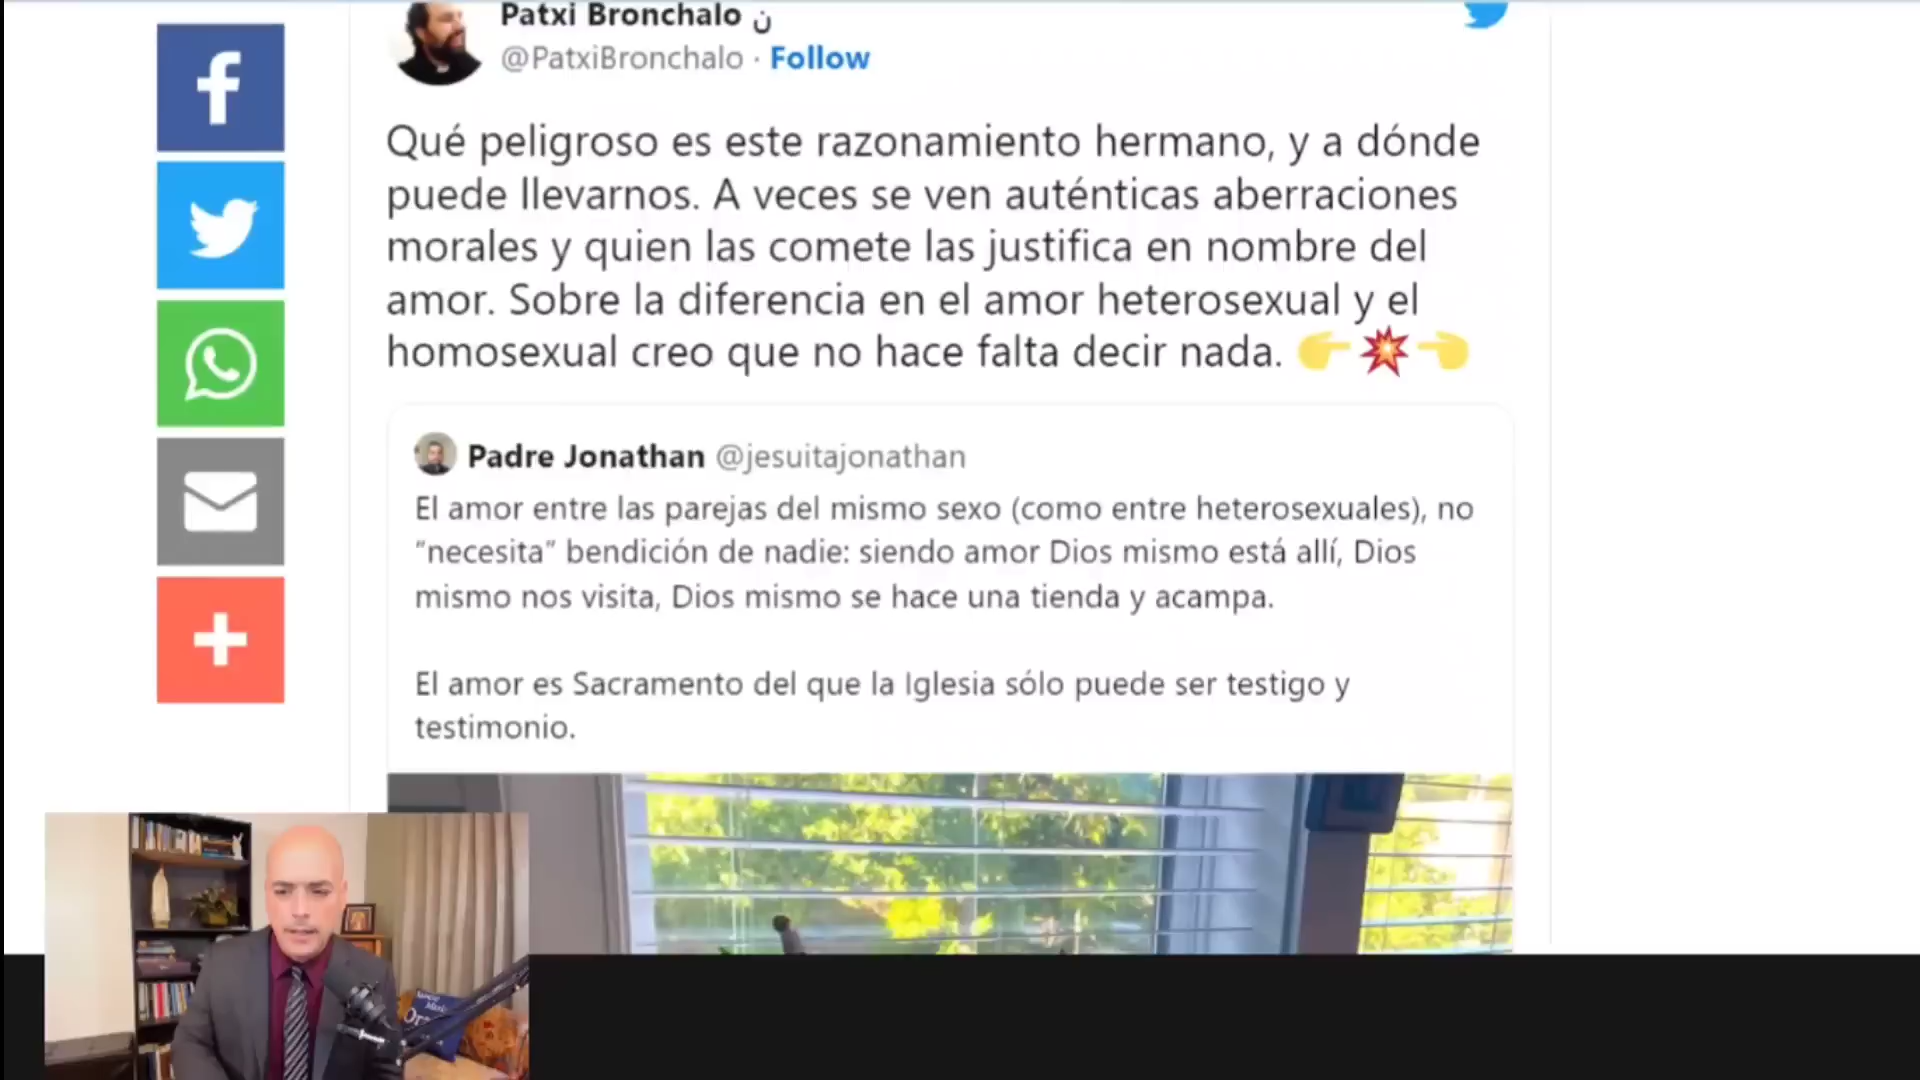 Patxi Bronchalo ن
@PatxiBronchalo · Follow
Qué peligroso es este razonamiento hermano, y a dónde
puede llevarnos. A veces se ven auténticas aberraciones
morales y quien las comete las justifica en nombre del
amor. Sobre la diferencia en el amor heterosexual y el
homosexual creo que no hace falta decir nada.
Padre Jonathan @jesuitajonathan
El amor entre las parejas del mismo sexo (como entre heterosexuales), no
"necesita" bendición de nadie: siendo amor Dios mismo está allí, Dios
mismo nos visita, Dios mismo se hace una tienda y acampa.
El amor es Sacramento del que la Iglesia sólo puede ser testigo y
testimonio.